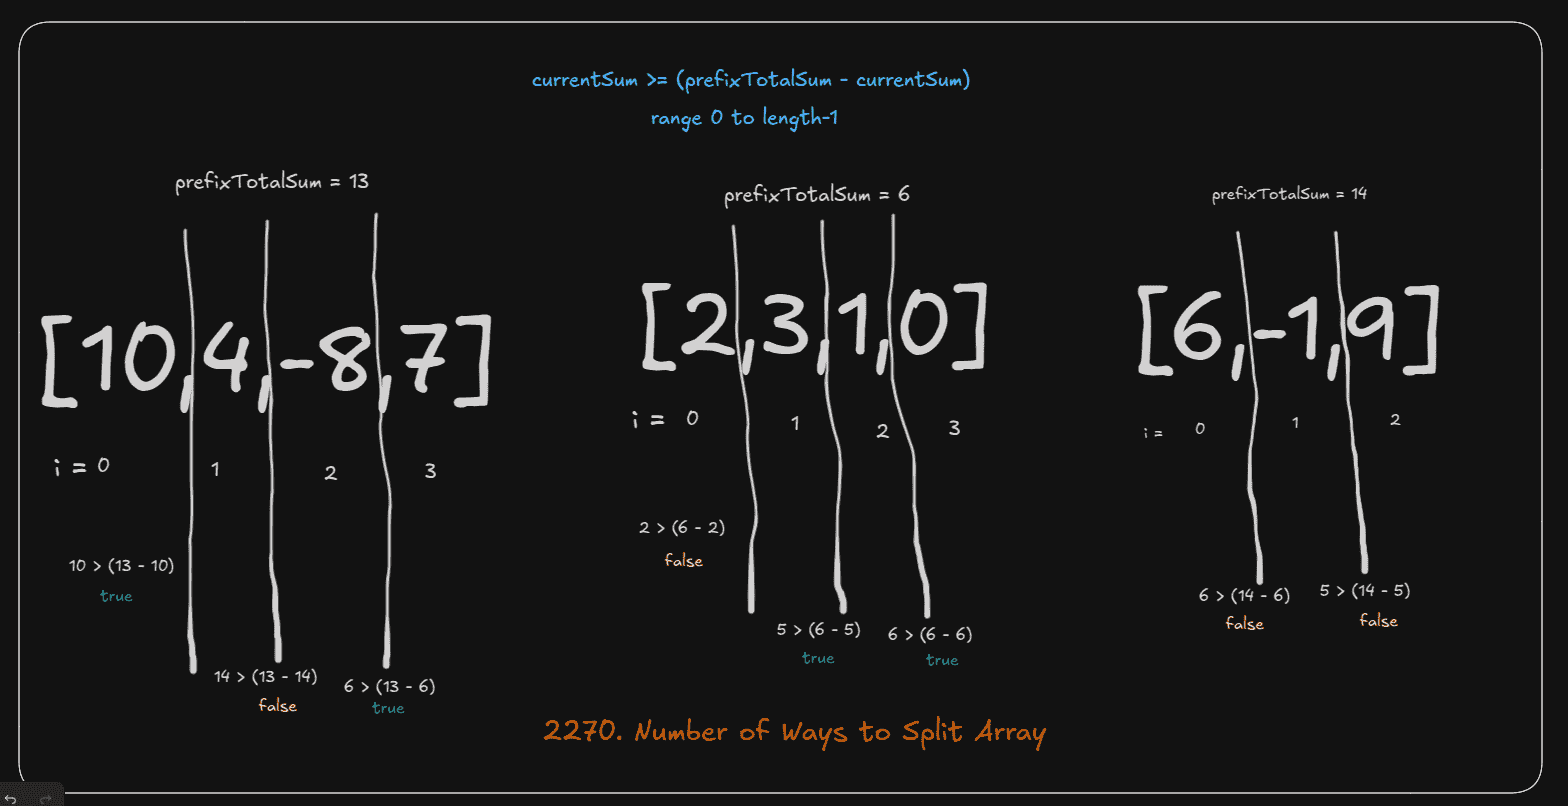 currentSum >= (prefixTotalSum - currentSum)
range 0 to length-1
prefixTotalSum = 13
[10,4,-8,7]
i = 0 1 2 3
10 > (13 - 10)
true
14 > (13 - 14)
false
6 > (13 - 6)
true
prefixTotalSum = 6
[2,3,1,0]
i = 0 1 2 3
2 > (6 - 2)
false
5 > (6 - 5)
true
6 > (6 - 6)
true
prefixTotalSum = 14
[6,-1,9]
i = 0 1 2
6 > (14 - 6)
false
5 > (14 - 5)
false
2270. Number of Ways to Split Array